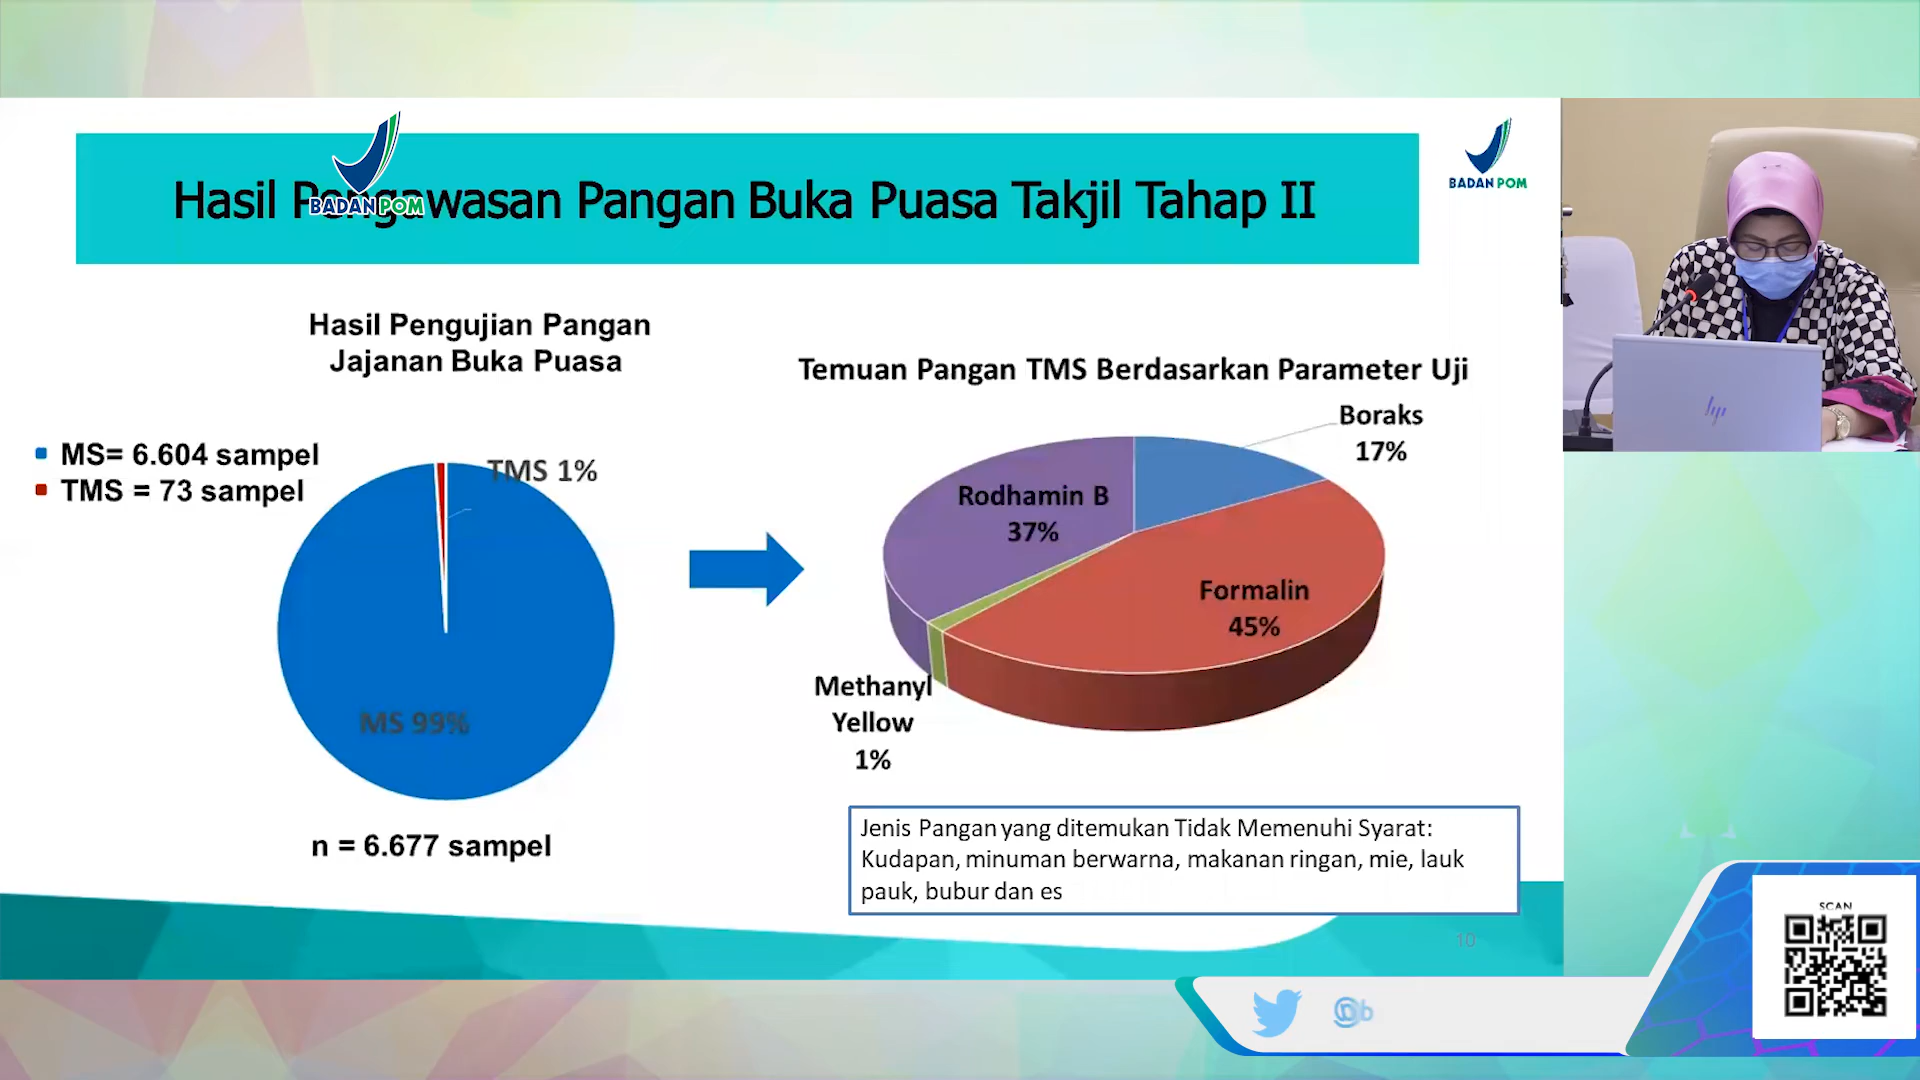 BADAN POM
Hasil Pengawasan Pangan Buka Puasa Takjil Tahap II
BADAN POM
Hasil Pengujian Pangan
Jajanan Buka Puasa
MS= 6.604 sampel
TMS = 73 sampel
TMS 1%
MS 99%
n = 6.677 sampel
Temuan Pangan TMS Berdasarkan Parameter Uji
Boraks
17%
Rodhamin B
37%
Formalin
45%
Methanyl
Yellow
1%
Jenis Pangan yang ditemukan Tidak Memenuhi Syarat:
Kudapan, minuman berwarna, makanan ringan, mie, lauk
pauk, bubur dan es
10
hp
SCAN